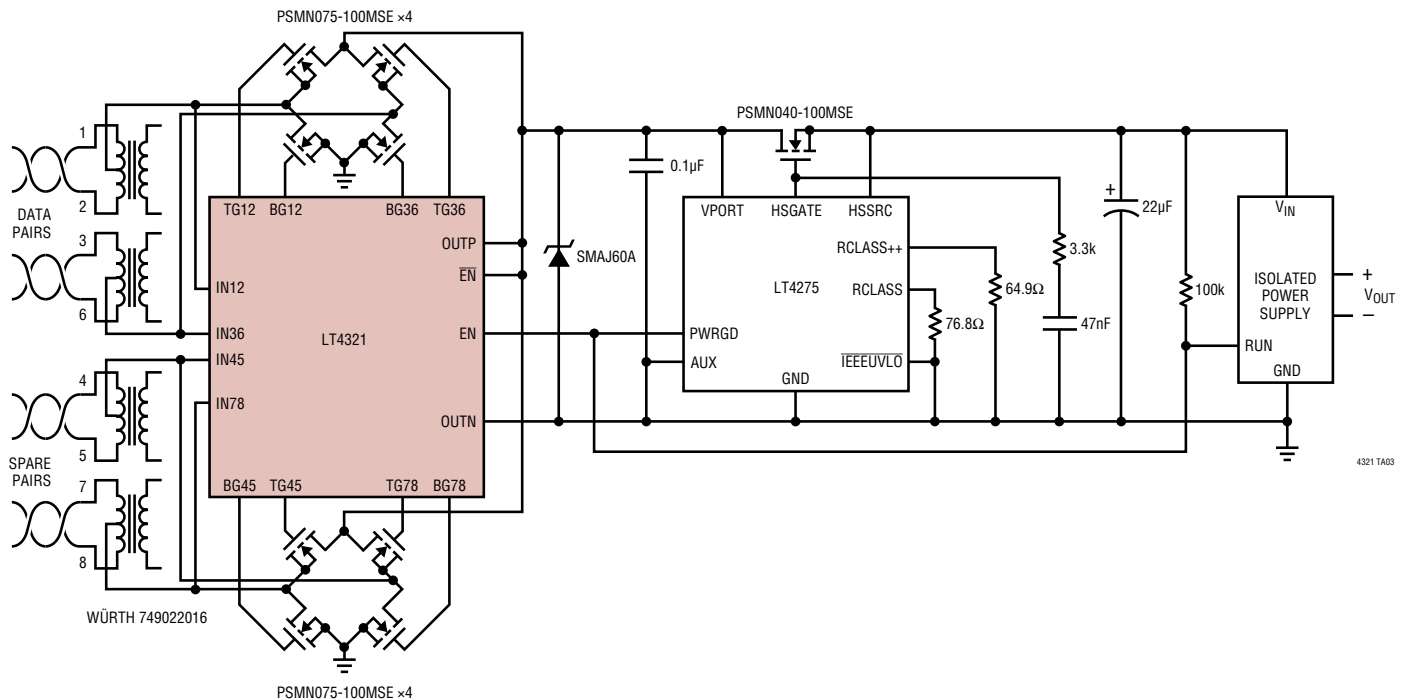 PSMN075-100MSE ×4
PSMN040-100MSE
1
2
DATA
PAIRS
3
6
4
5
SPARE
PAIRS
7
8
WÜRTH 749022016
TG12
BG12
BG36
TG36
OUTP
EN
IN12
IN36
LT4321
EN
IN45
IN78
OUTN
BG45
TG45
TG78
BG78
PSMN075-100MSE ×4
SMAJ60A
0.1µF
VPORT
HSGATE
HSSRC
RCLASS++
LT4275
RCLASS
PWRGD
AUX
IEEEUVLO
GND
64.9Ω
76.8Ω
3.3k
47nF
+
22µF
100k
VIN
ISOLATED
POWER
SUPPLY
RUN
GND
+
VOUT
–
4321 TA03